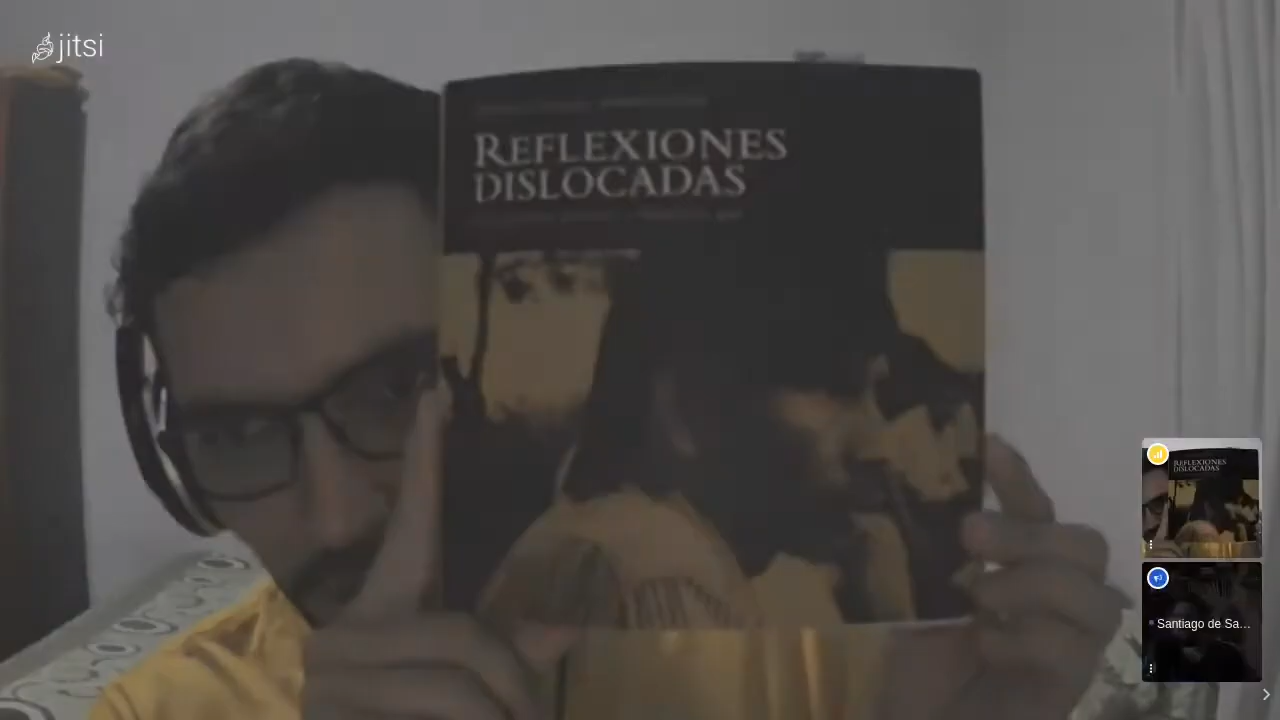 jitsi
REFLEXIONES
DISLOCADAS
REFLEXIONES
DISLOCADAS
Santiago de Sa...